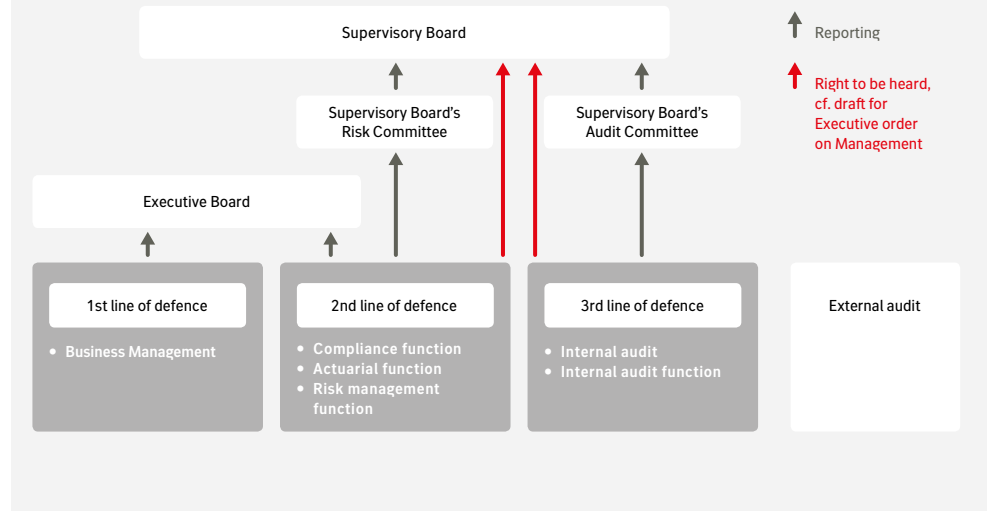 Supervisory Board
Reporting
Right to be heard,
cf. draft for
Executive order
on Management
Supervisory Board's
Risk Committee
Supervisory Board's
Audit Committee
Executive Board
1st line of defence
2nd line of defence
3rd line of defence
External audit
• Business Management
• Compliance function
• Actuarial function
• Risk management
function
• Internal audit
• Internal audit function